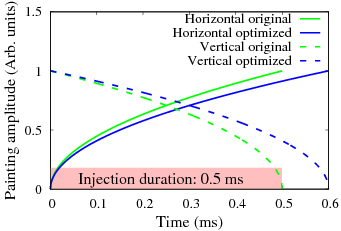 1.5
Horizontal original
Horizontal optimized
Vertical original
Vertical optimized
1
0.5
0
Painting amplitude (Arb. units)
Injection duration: 0.5 ms
0 0.1 0.2 0.3 0.4 0.5 0.6
Time (ms)